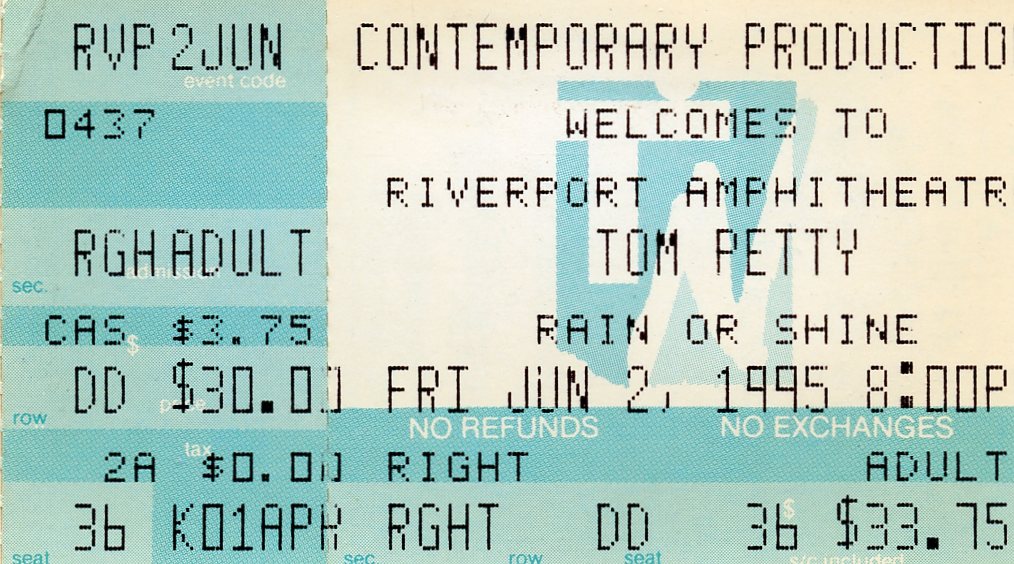 RVP 2JUN CONTEMPORARY PRODUCTIO
event code
0437 WELCOMES TO
RIVERPORT AMPHITHEATR
RGH ADULT TOM PETTY
admission
sec.
CAS $3.75 RAIN OR SHINE
$
DD $30.00 FRI JUN 2, 1995 8:00P
price
row
NO REFUNDS NO EXCHANGES
tax
2A $0.00 RIGHT ADULT
$
36 K01APR RGHT DD 36 $33.75
seat sec row seat s/c included